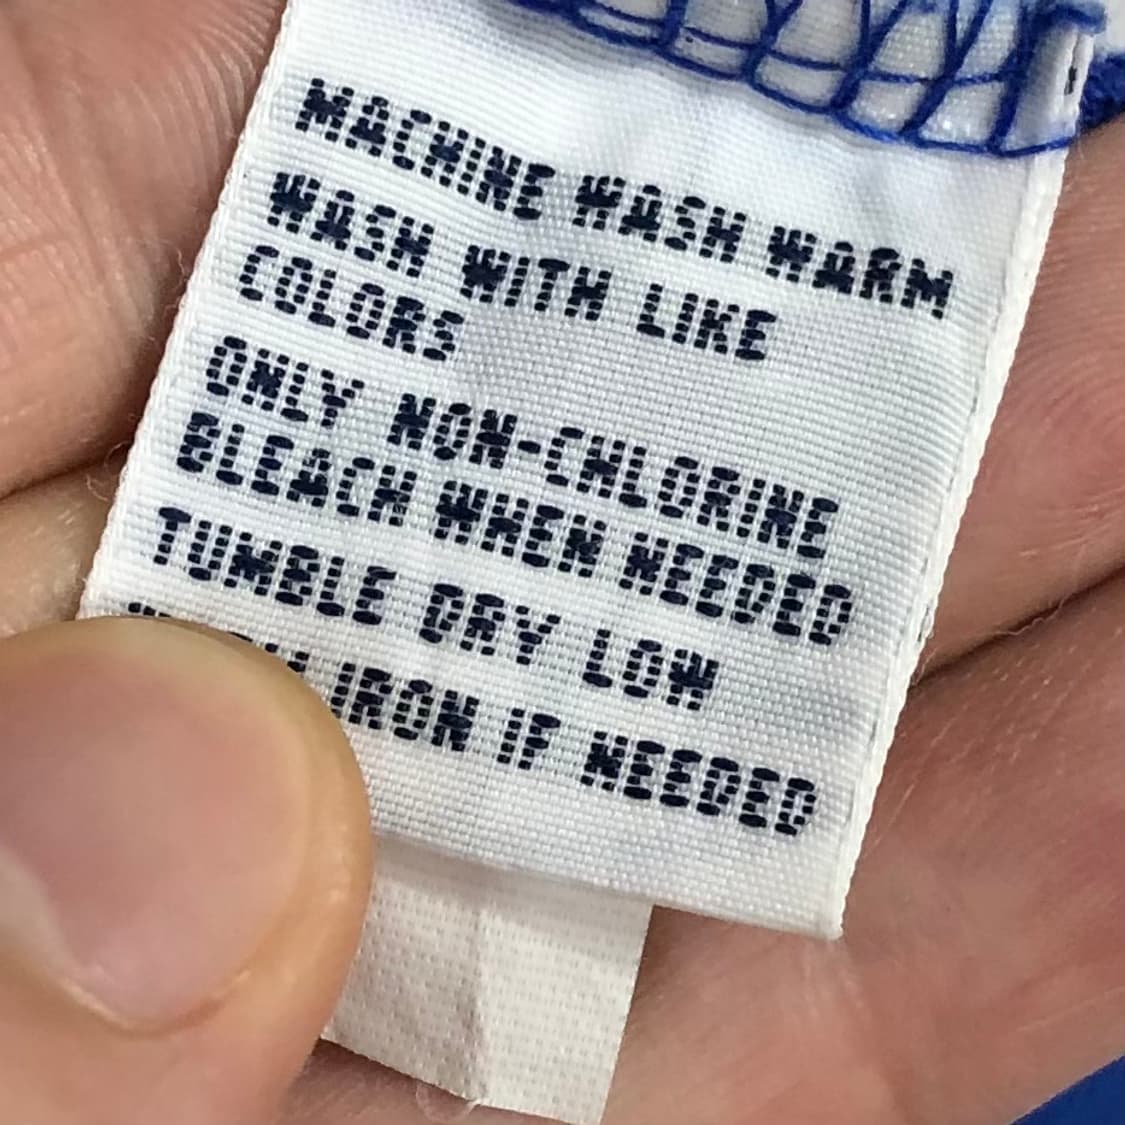 MACHINE WASH WARM
WASH WITH LIKE
COLORS
ONLY NON-CHLORINE
BLEACH WHEN NEEDED
TUMBLE DRY LOW
IRON IF NEEDED